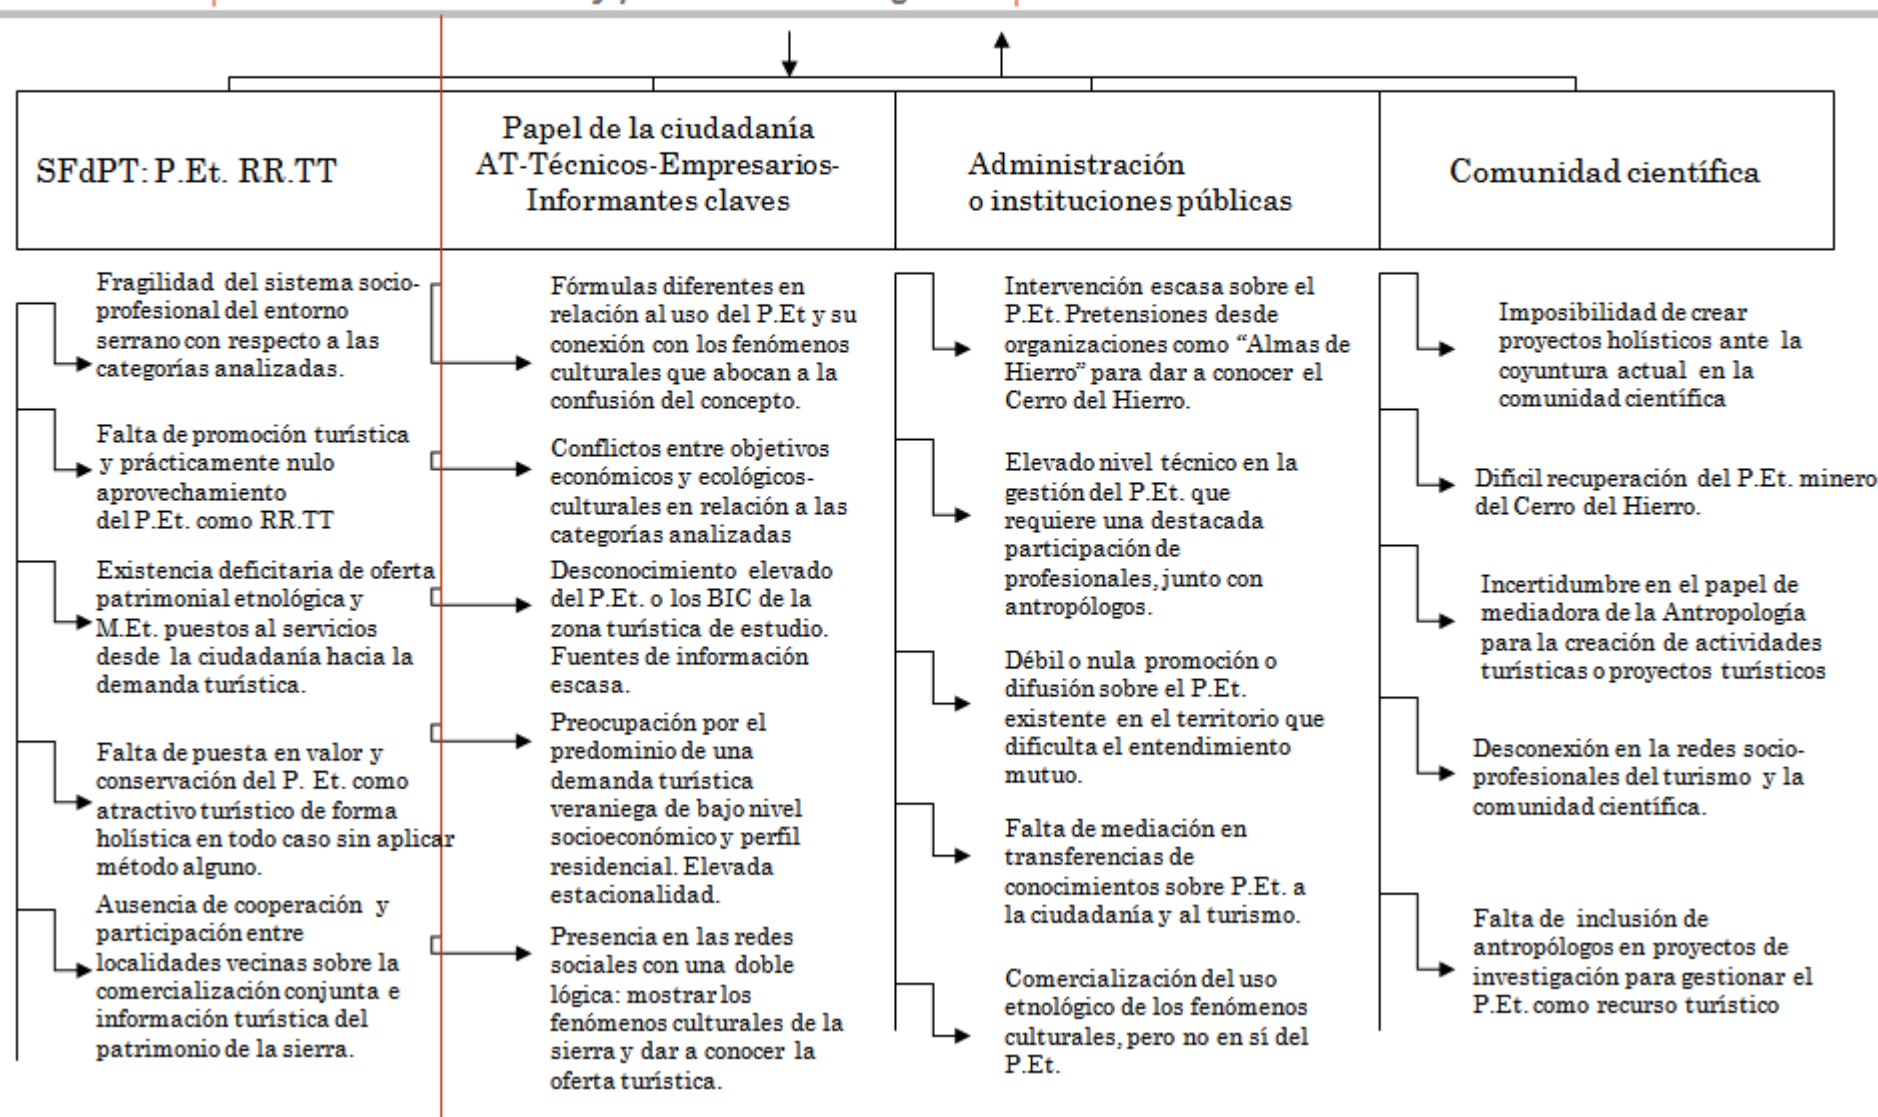 SFdPT: P.Et. RR.TT
Papel de la ciudadanía
AT-Técnicos-Empresarios-
Informantes claves
Administración
o instituciones públicas
Comunidad científica
Fragilidad del sistema socio-
profesional del entorno
serrano con respecto a las
categorías analizadas.
Falta de promoción turística
y prácticamente nulo
aprovechamiento
del P.Et. como RR.TT
Existencia deficitaria de oferta
patrimonial etnológica y
M.Et. puestos al servicios
desde la ciudadanía hacia la
demanda turística.
Falta de puesta en valor y
conservación del P. Et. como
atractivo turístico de forma
holística en todo caso sin aplicar
método alguno.
Ausencia de cooperación y
participación entre
localidades vecinas sobre la
comercialización conjunta e
información turística del
patrimonio de la sierra.
Fórmulas diferentes en
relación al uso del P.Et y su
conexión con los fenómenos
culturales que abocan a la
confusión del concepto.
Conflictos entre objetivos
económicos y ecológicos-
culturales en relación a las
categorías analizadas
Desconocimiento elevado
del P.Et. o los BIC de la
zona turística de estudio.
Fuentes de información
escasa.
Preocupación por el
predominio de una
demanda turística
veraniega de bajo nivel
socioeconómico y perfil
residencial. Elevada
estacionalidad.
Presencia en las redes
sociales con una doble
lógica: mostrar los
fenómenos culturales de la
sierra y dar a conocer la
oferta turística.
Intervención escasa sobre el
P.Et. Pretensiones desde
organizaciones como “Almas de
Hierro” para dar a conocer el
Cerro del Hierro.
Elevado nivel técnico en la
gestión del P.Et. que
requiere una destacada
participación de
profesionales, junto con
antropólogos.
Débil o nula promoción o
difusión sobre el P.Et.
existente en el territorio que
dificulta el entendimiento
mutuo.
Falta de mediación en
transferencias de
conocimientos sobre P.Et. a
la ciudadanía y al turismo.
Comercialización del uso
etnológico de los fenómenos
culturales, pero no en sí del
P.Et.
Imposibilidad de crear
proyectos holísticos ante la
coyuntura actual en la
comunidad científica
Difícil recuperación del P.Et. minero
del Cerro del Hierro.
Incertidumbre en el papel de
mediadora de la Antropología
para la creación de actividades
turísticas o proyectos turísticos
Desconexión en la redes socio-
profesionales del turismo y la
comunidad científica.
Falta de inclusión de
antropólogos en proyectos de
investigación para gestionar el
P.Et. como recurso turístico